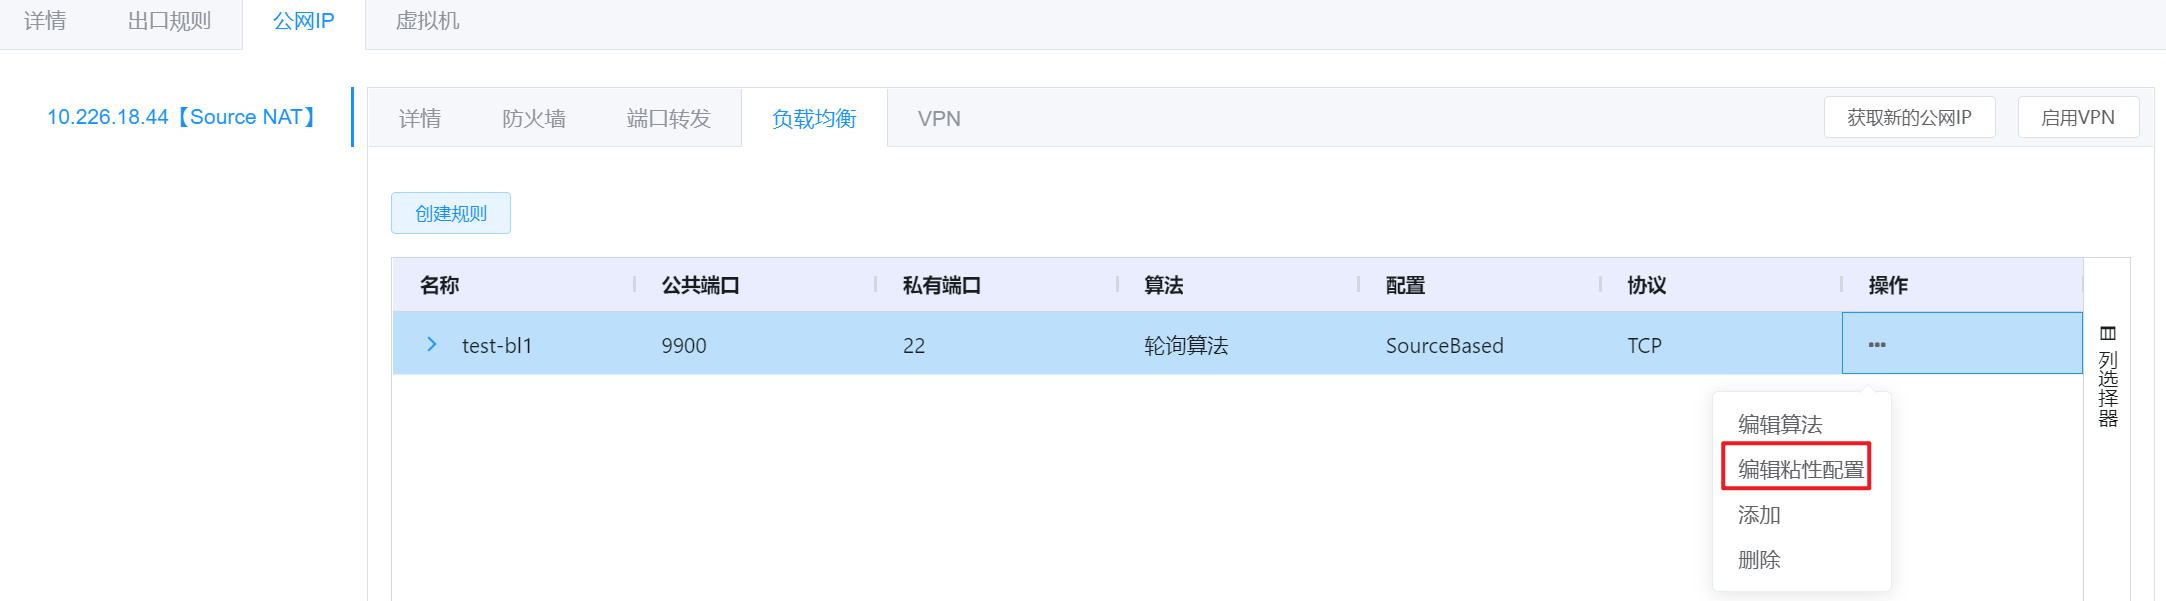 详情 出口规则 公网IP 虚拟机
10.226.18.44【Source NAT】
详情 防火墙 端口转发 负载均衡 VPN 获取新的公网IP 启用VPN
创建规则
名称 公共端口 私有端口 算法 配置 协议 操作
test-bl1 9900 22 轮询算法 SourceBased TCP ···
列选择器
编辑算法
编辑粘性配置
添加
删除